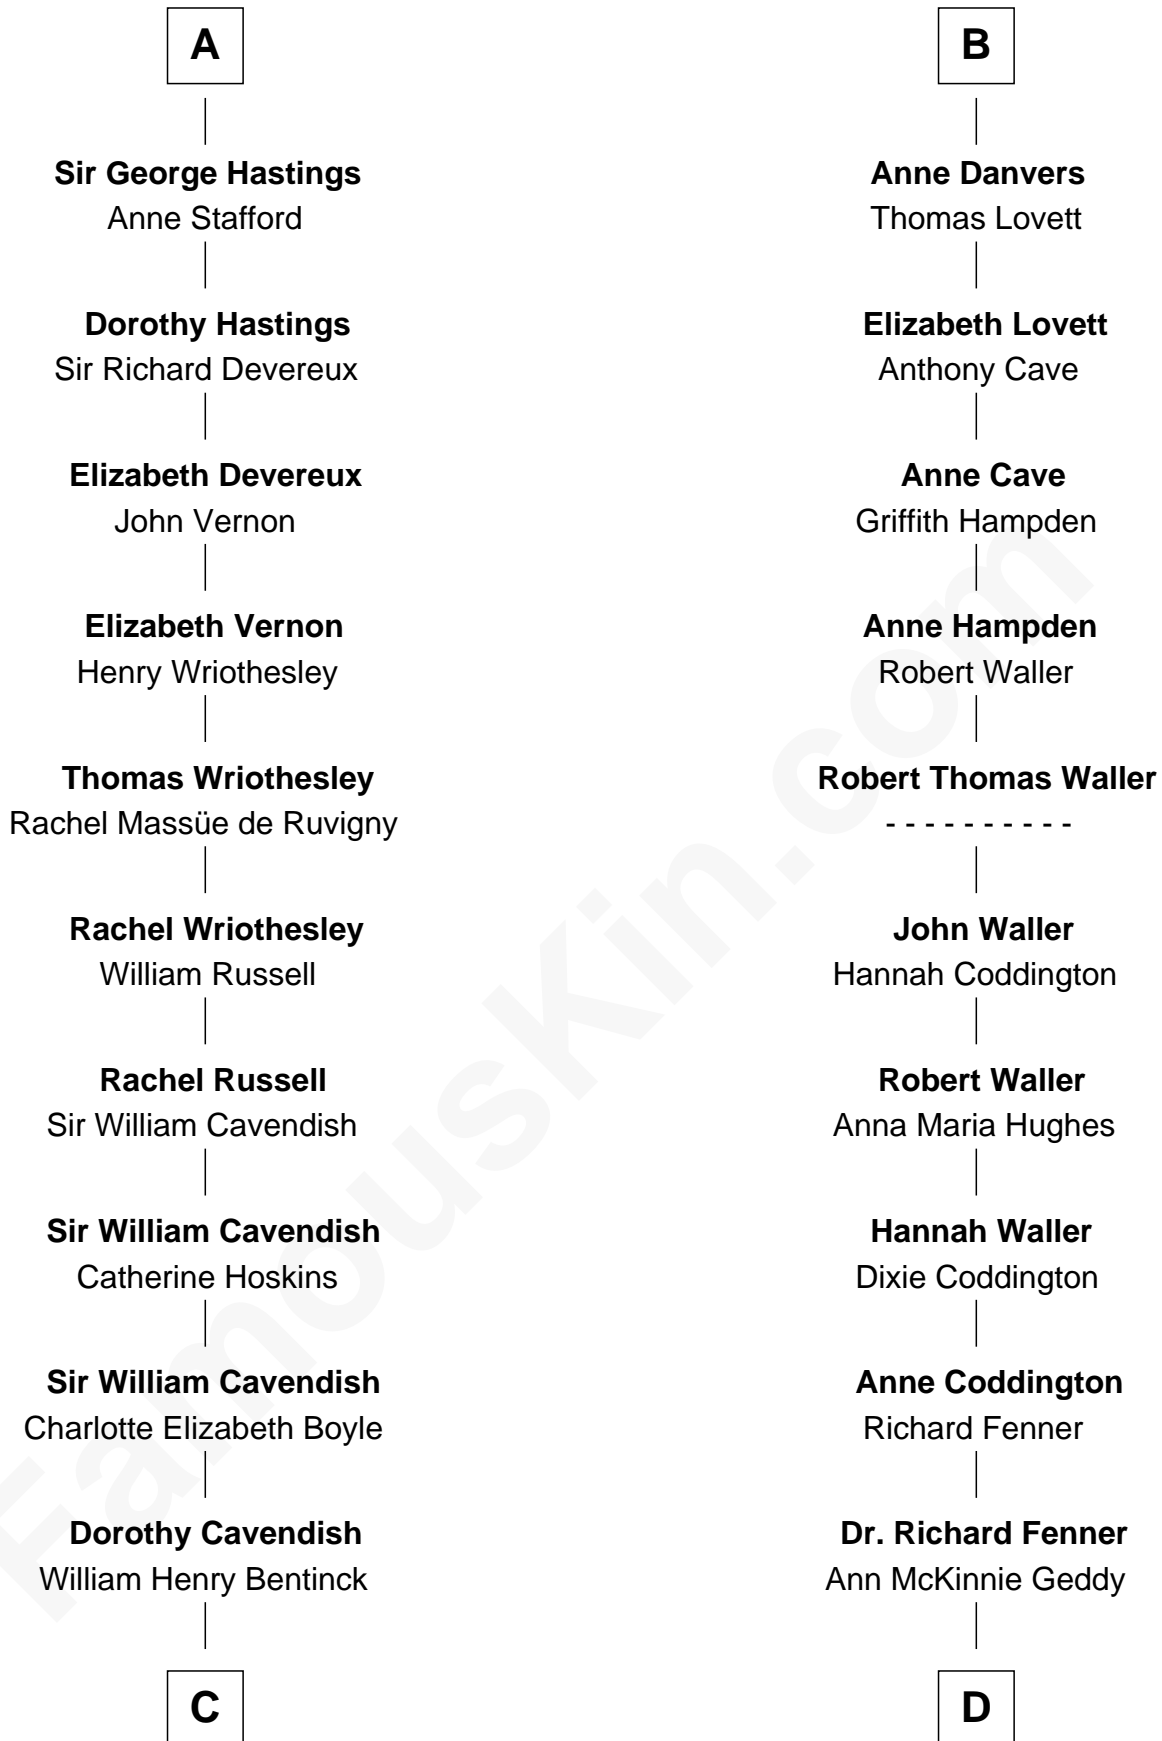 A
Sir George Hastings
Anne Stafford
Dorothy Hastings
Sir Richard Devereux
Elizabeth Devereux
John Vernon
Elizabeth Vernon
Henry Wriothesley
Thomas Wriothesley
Rachel Massüe de Ruvigny
Rachel Wriothesley
William Russell
Rachel Russell
Sir William Cavendish
Sir William Cavendish
Catherine Hoskins
Sir William Cavendish
Charlotte Elizabeth Boyle
Dorothy Cavendish
William Henry Bentinck
C
B
Anne Danvers
Thomas Lovett
Elizabeth Lovett
Anthony Cave
Anne Cave
Griffith Hampden
Anne Hampden
Robert Waller
Robert Thomas Waller
- - - - - - - - - -
John Waller
Hannah Coddington
Robert Waller
Anna Maria Hughes
Hannah Waller
Dixie Coddington
Anne Coddington
Richard Fenner
Dr. Richard Fenner
Ann McKinnie Geddy
D
FamousKin.com